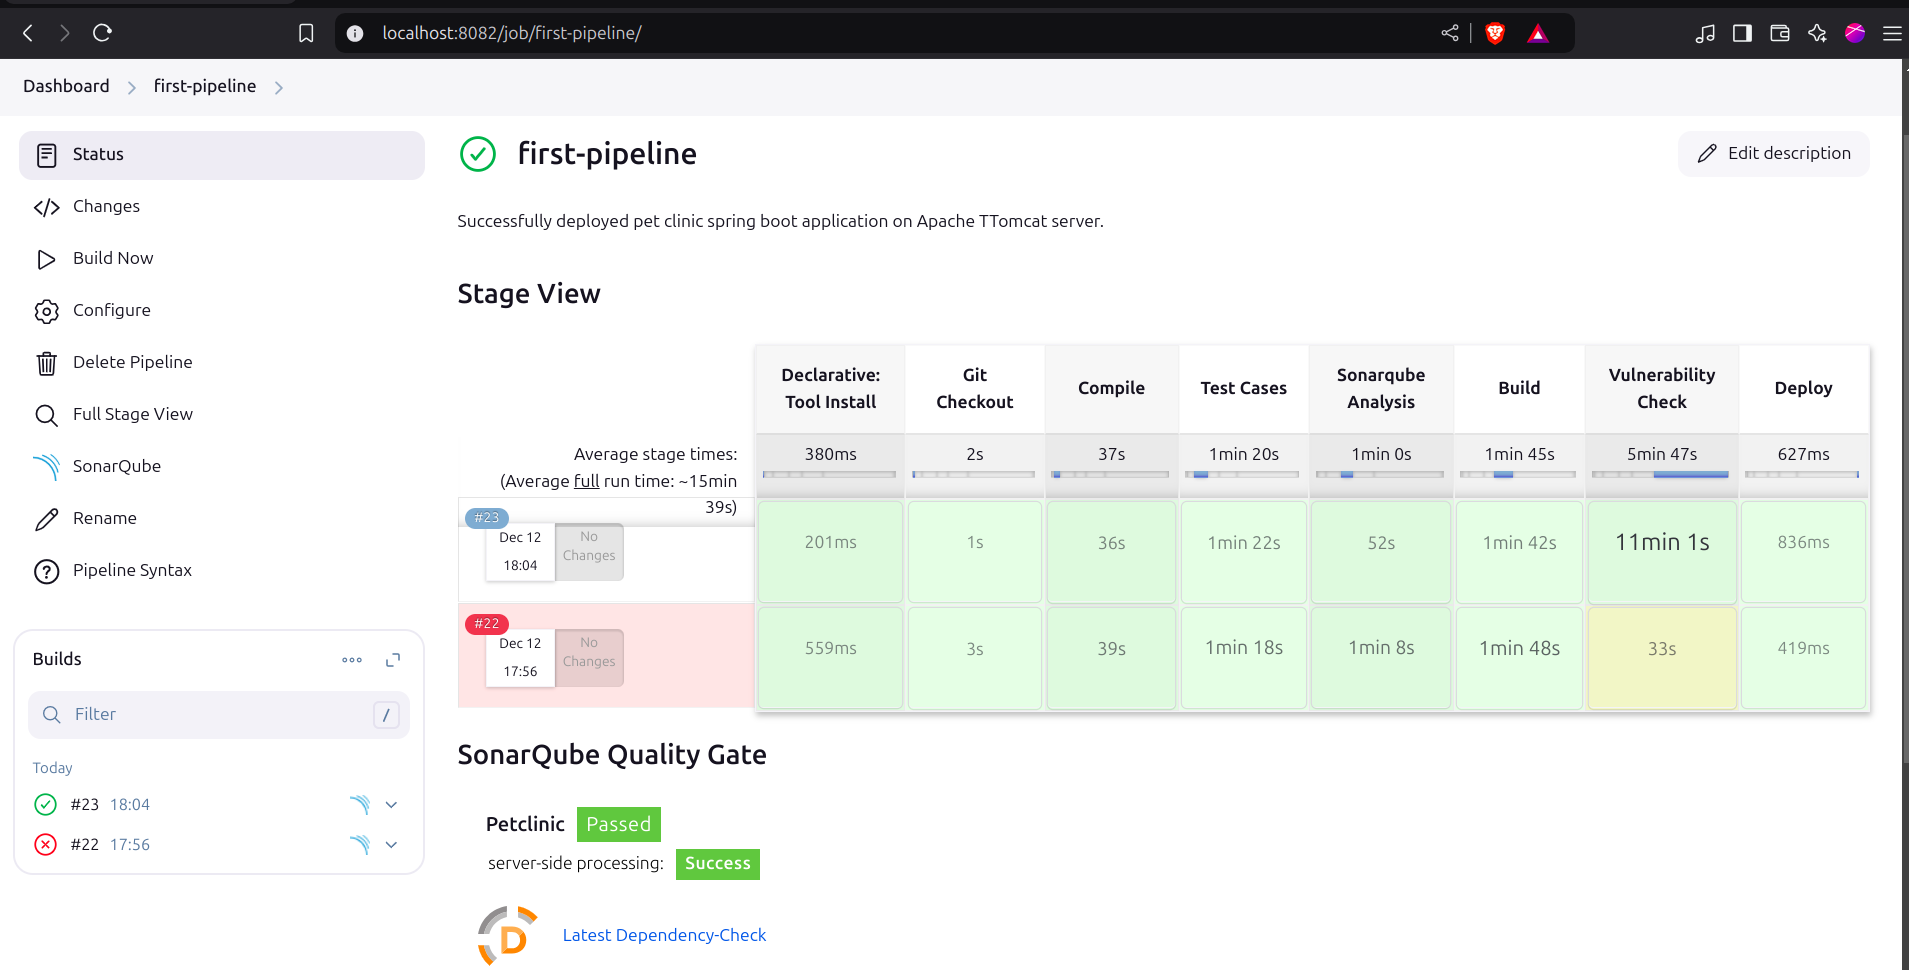 localhost:8082/job/first-pipeline/
Dashboard
first-pipeline
Status
Changes
Build Now
Configure
Delete Pipeline
Full Stage View
SonarQube
Rename
Pipeline Syntax
Builds
Filter
/
Today
#23 18:04
#22 17:56
first-pipeline
Edit description
Successfully deployed pet clinic spring boot application on Apache TTomcat server.
Stage View
Declarative:
Tool Install
Git
Checkout
Compile
Test Cases
Sonarqube
Analysis
Build
Vulnerability
Check
Deploy
Average stage times:
(Average full run time: ~15min
39s)
380ms
2s
37s
1min 20s
1min 0s
1min 45s
5min 47s
627ms
#23
Dec 12
18:04
No
Changes
201ms
1s
36s
1min 22s
52s
1min 42s
11min 1s
836ms
#22
Dec 12
17:56
No
Changes
559ms
3s
39s
1min 18s
1min 8s
1min 48s
33s
419ms
SonarQube Quality Gate
Petclinic Passed
server-side processing: Success
D
Latest Dependency-Check